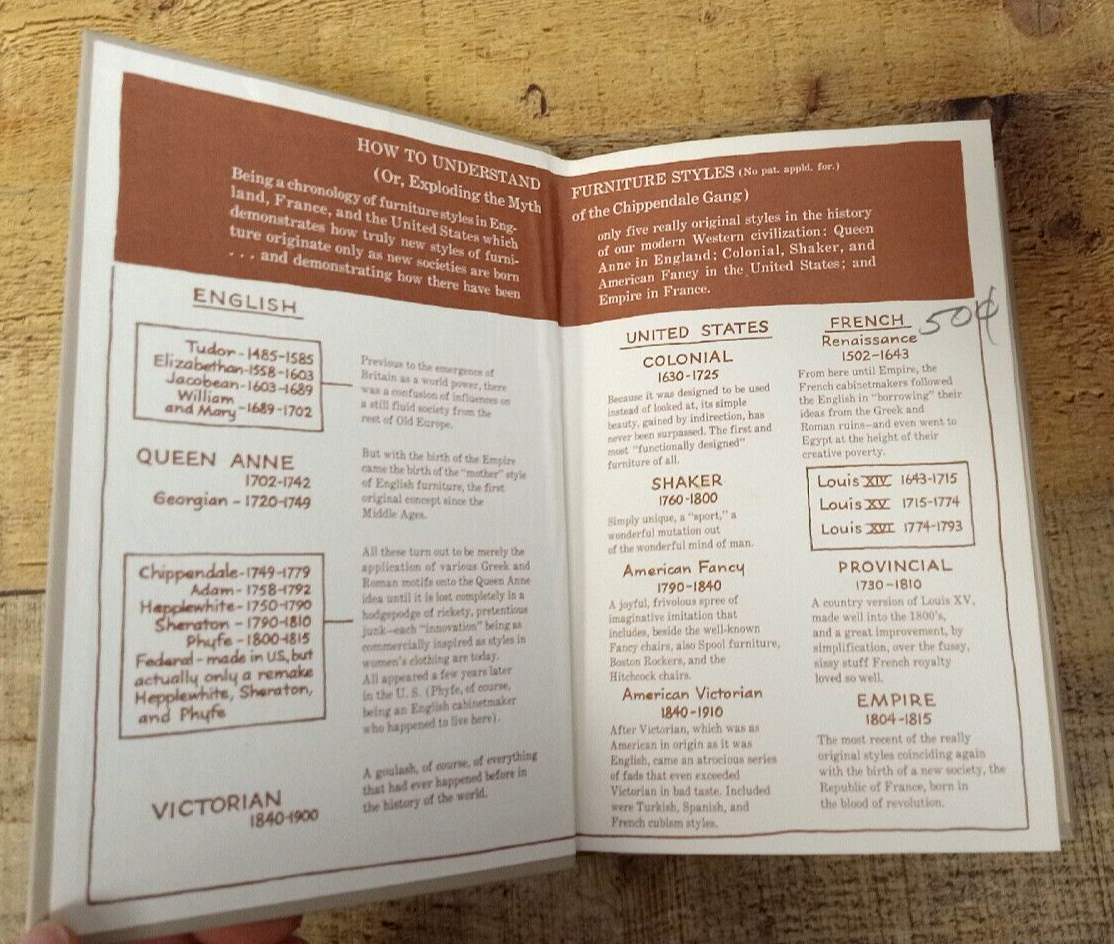 HOW TO UNDERSTAND
(Or, Exploding the Myth
Being a chronology of furniture styles in Eng-
land, France, and the United States which
demonstrates how truly new styles of furni-
ture originate only as new societies are born
. . . and demonstrating how there have been
ENGLISH
Tudor - 1485-1585
Elizabethan - 1558-1603
Jacobean - 1603-1689
William
and Mary - 1689-1702
Previous to the emergence of
Britain as a world power, there
was a confusion of influences on
a still fluid society from the
rest of Old Europe.
QUEEN ANNE
1702-1742
Georgian - 1720-1749
But with the birth of the Empire
came the birth of the "mother" style
of English furniture, the first
original concept since the
Middle Ages.
Chippendale - 1749-1779
Adam - 1758-1792
Hepplewhite - 1750-1790
Sheraton - 1790-1810
Phyfe - 1800-1815
Federal - made in US, but
actually only a remake
Hepplewhite, Sheraton,
and Phyfe
All these turn out to be merely the
application of various Greek and
Roman motifs onto the Queen Anne
idea until it is lost completely in a
hodgepodge of rickety, pretentious
junk—each "innovation" being as
commercially inspired as styles in
women's clothing are today.
All appeared a few years later
in the U. S. (Phyfe, of course,
being an English cabinetmaker
who happened to live here).
VICTORIAN
1840-1900
A goulash, of course, of everything
that had ever happened before in
the history of the world.
FURNITURE STYLES (No pat. appld. for.)
of the Chippendale Gang)
only five really original styles in the history
of our modern Western civilization: Queen
Anne in England; Colonial, Shaker, and
American Fancy in the United States; and
Empire in France.
50¢
UNITED STATES
COLONIAL
1630-1725
Because it was designed to be used
instead of looked at, its simple
beauty, gained by indirection, has
never been surpassed. The first and
most "functionally designed"
furniture of all.
SHAKER
1760-1800
Simply unique, a "sport," a
wonderful mutation out
of the wonderful mind of man.
American Fancy
1790-1840
A joyful, frivolous spree of
imaginative imitation that
includes, beside the well-known
Fancy chairs, also Spool furniture,
Boston Rockers, and the
Hitchcock chairs.
American Victorian
1840-1910
After Victorian, which was as
American in origin as it was
English, came an atrocious series
of fads that even exceeded
Victorian in bad taste. Included
were Turkish, Spanish, and
French cubism styles.
FRENCH
Renaissance
1502-1643
From here until Empire, the
French cabinetmakers followed
the English in "borrowing" their
ideas from the Greek and
Roman ruins—and even went to
Egypt at the height of their
creative poverty.
Louis XIV 1643-1715
Louis XV 1715-1774
Louis XVI 1774-1793
PROVINCIAL
1730-1810
A country version of Louis XV,
made well into the 1800's,
and a great improvement, by
simplification, over the fussy,
sissy stuff French royalty
loved so well.
EMPIRE
1804-1815
The most recent of the really
original styles coinciding again
with the birth of a new society, the
Republic of France, born in
the blood of revolution.